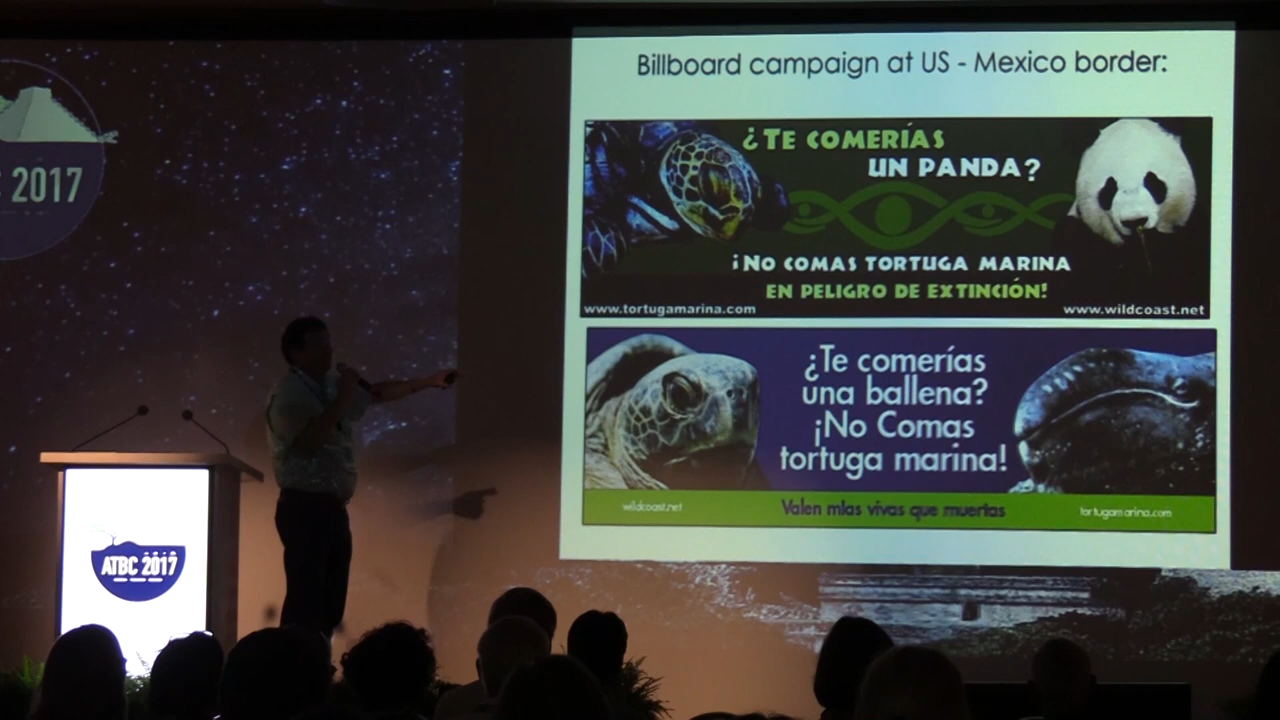 Billboard campaign at US - Mexico border:
¿TE COMERÍAS
UN PANDA?
¡NO COMAS TORTUGA MARINA
EN PELIGRO DE EXTINCIÓN!
www.tortugamarina.com
www.wildcoast.net
¿Te comerías
una ballena?
¡No Comas
tortuga marina!
wildcoast.net
Valen mlas vivas que muertas
tortugamarina.com
C 2017
ATBC 2017